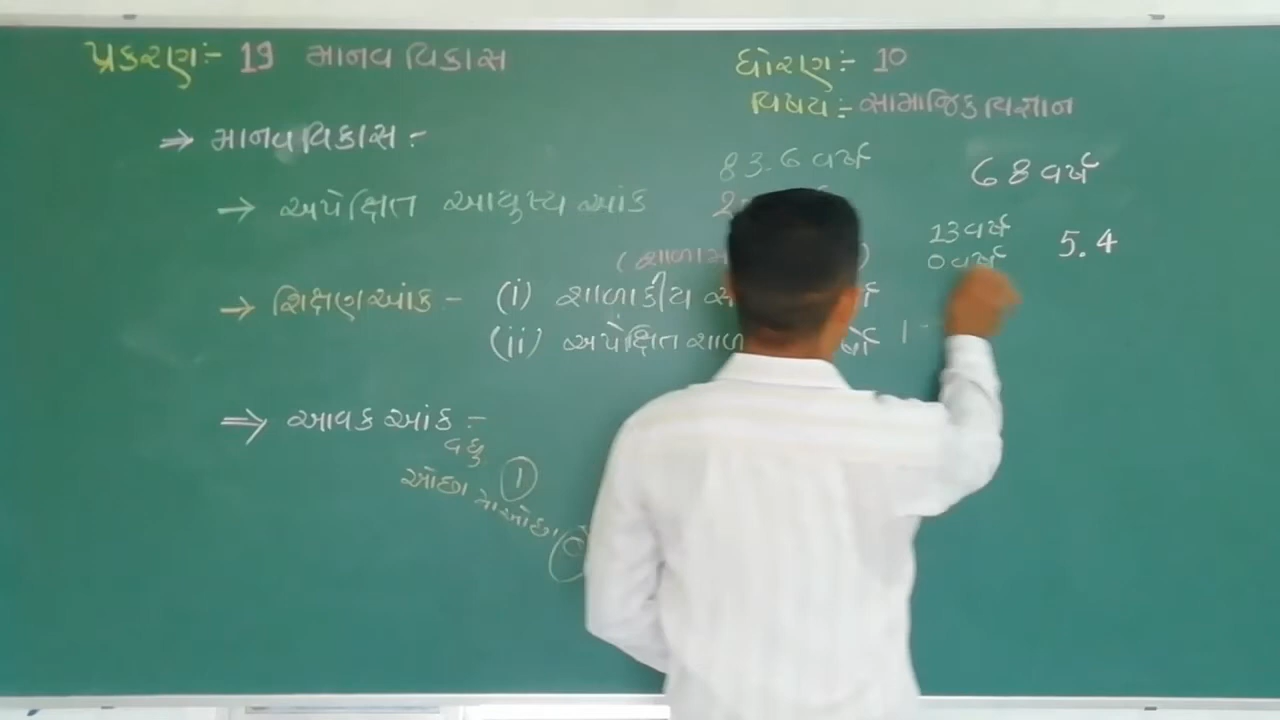 પ્રકરણ:- 19 માનવ વિકાસ
ધોરણ:- 10
વિષય:- સામાજિક વિજ્ઞાન
⇒ માનવ વિકાસ:-
83.6 વર્ષ
68 વર્ષ
→ અપેક્ષિત આયુષ્ય આંક
13 વર્ષ
0 વર્ષ
5.4
→ શિક્ષણ આંક - (i) શાળાકીય
(ii) અપેક્ષિત
⇒ આવક આંક:-
વધુ
ઓછા 1